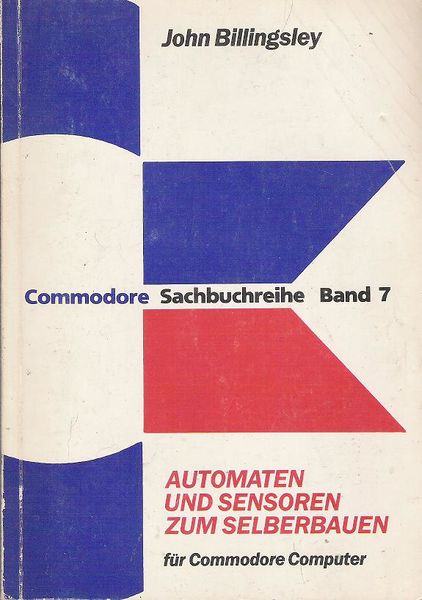 John Billingsley
Commodore Sachbuchreihe Band 7
AUTOMATEN
UND SENSOREN
ZUM SELBERBAUEN
für Commodore Computer